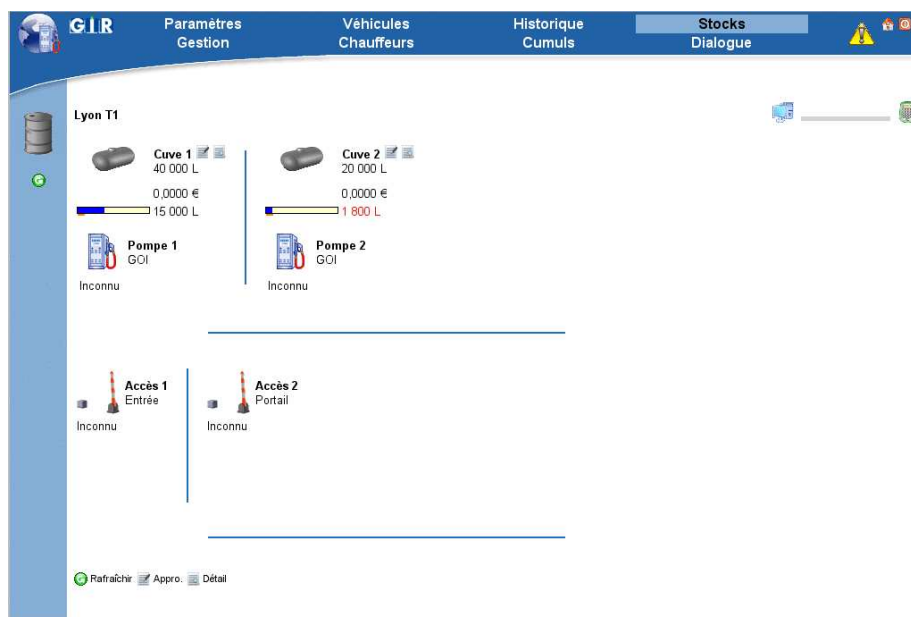 GIR
Paramètres Véhicules Historique Stocks
Gestion Chauffeurs Cumuls Dialogue
Lyon T1
Cuve 1
40 000 L
0,0000 €
15 000 L
Pompe 1
GOI
Inconnu
Cuve 2
20 000 L
0,0000 €
1 800 L
Pompe 2
GOI
Inconnu
Accès 1
Entrée
Inconnu
Accès 2
Portail
Inconnu
Rafraîchir Appro. Détail